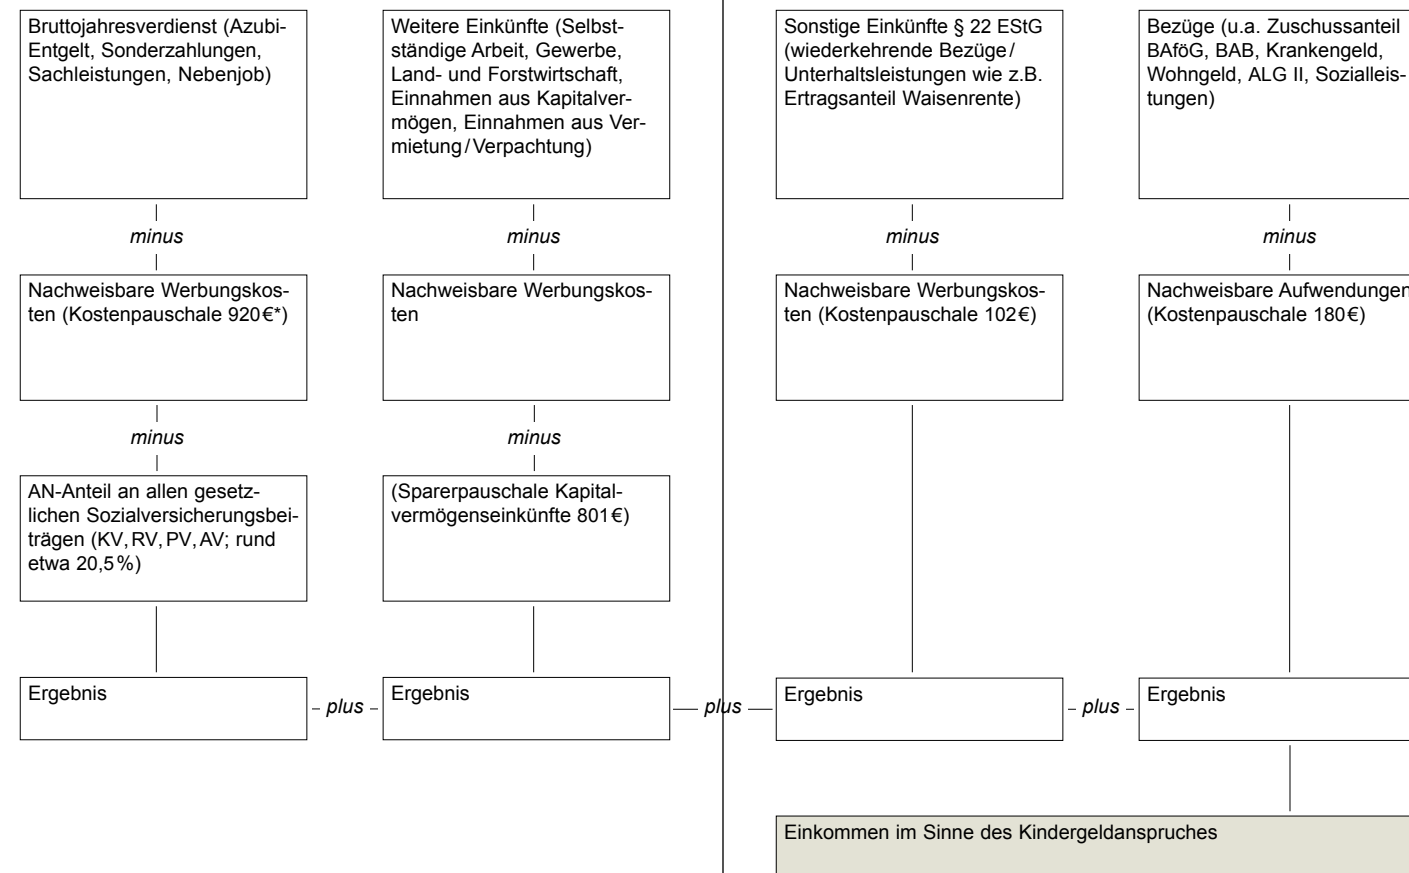 Bruttojahresverdienst (Azubi-
Entgelt, Sonderzahlungen,
Sachleistungen, Nebenjob)
Weitere Einkünfte (Selbst-
ständige Arbeit, Gewerbe,
Land- und Forstwirtschaft,
Einnahmen aus Kapitalver-
mögen, Einnahmen aus Ver-
mietung/Verpachtung)
Sonstige Einkünfte § 22 EStG
(wiederkehrende Bezüge/
Unterhaltsleistungen wie z.B.
Ertragsanteil Waisenrente)
Bezüge (u.a. Zuschussanteil
BAföG, BAB, Krankengeld,
Wohngeld, ALG II, Sozialleis-
tungen)
minus
minus
minus
minus
Nachweisbare Werbungskos-
ten (Kostenpauschale 920€*)
Nachweisbare Werbungskos-
ten
Nachweisbare Werbungskos-
ten (Kostenpauschale 102€)
Nachweisbare Aufwendungen
(Kostenpauschale 180€)
minus
minus
AN-Anteil an allen gesetz-
lichen Sozialversicherungsbei-
trägen (KV, RV, PV, AV; rund
etwa 20,5%)
(Sparerpauschale Kapital-
vermögenseinkünfte 801€)
Ergebnis
plus
Ergebnis
plus
Ergebnis
plus
Ergebnis
Einkommen im Sinne des Kindergeldanspruches